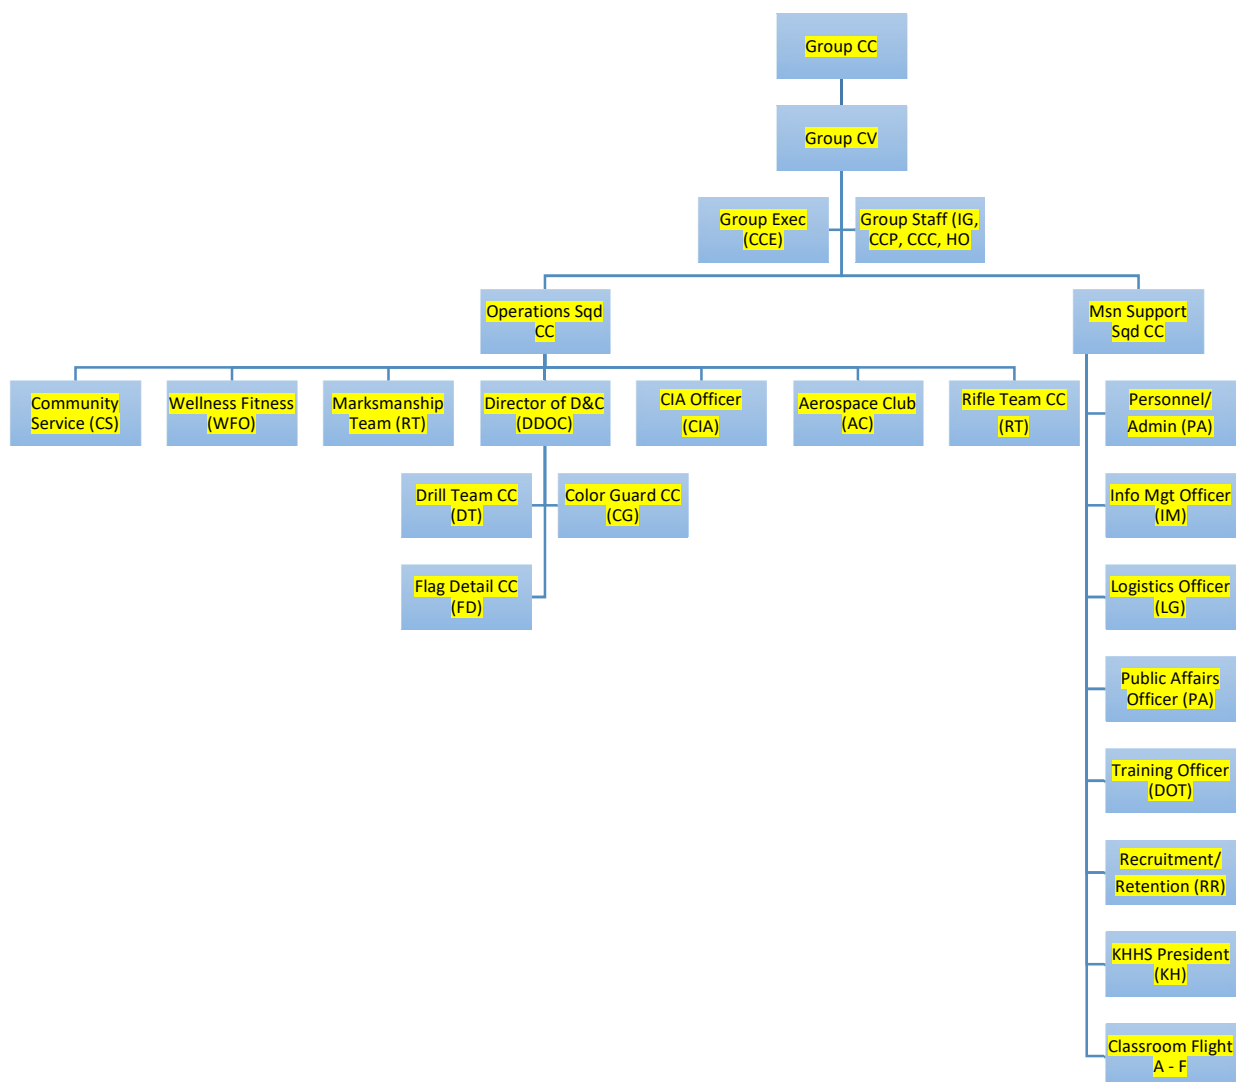 Group CC
Group CV
Group Exec
(CCE)
Group Staff (IG,
CCP, CCC, HO
Operations Sqd
CC
Msn Support
Sqd CC
Community
Service (CS)
Wellness Fitness
(WFO)
Marksmanship
Team (RT)
Director of D&C
(DDOC)
CIA Officer
(CIA)
Aerospace Club
(AC)
Rifle Team CC
(RT)
Personnel/
Admin (PA)
Drill Team CC
(DT)
Color Guard CC
(CG)
Info Mgt Officer
(IM)
Flag Detail CC
(FD)
Logistics Officer
(LG)
Public Affairs
Officer (PA)
Training Officer
(DOT)
Recruitment/
Retention (RR)
KHHS President
(KH)
Classroom Flight
A - F